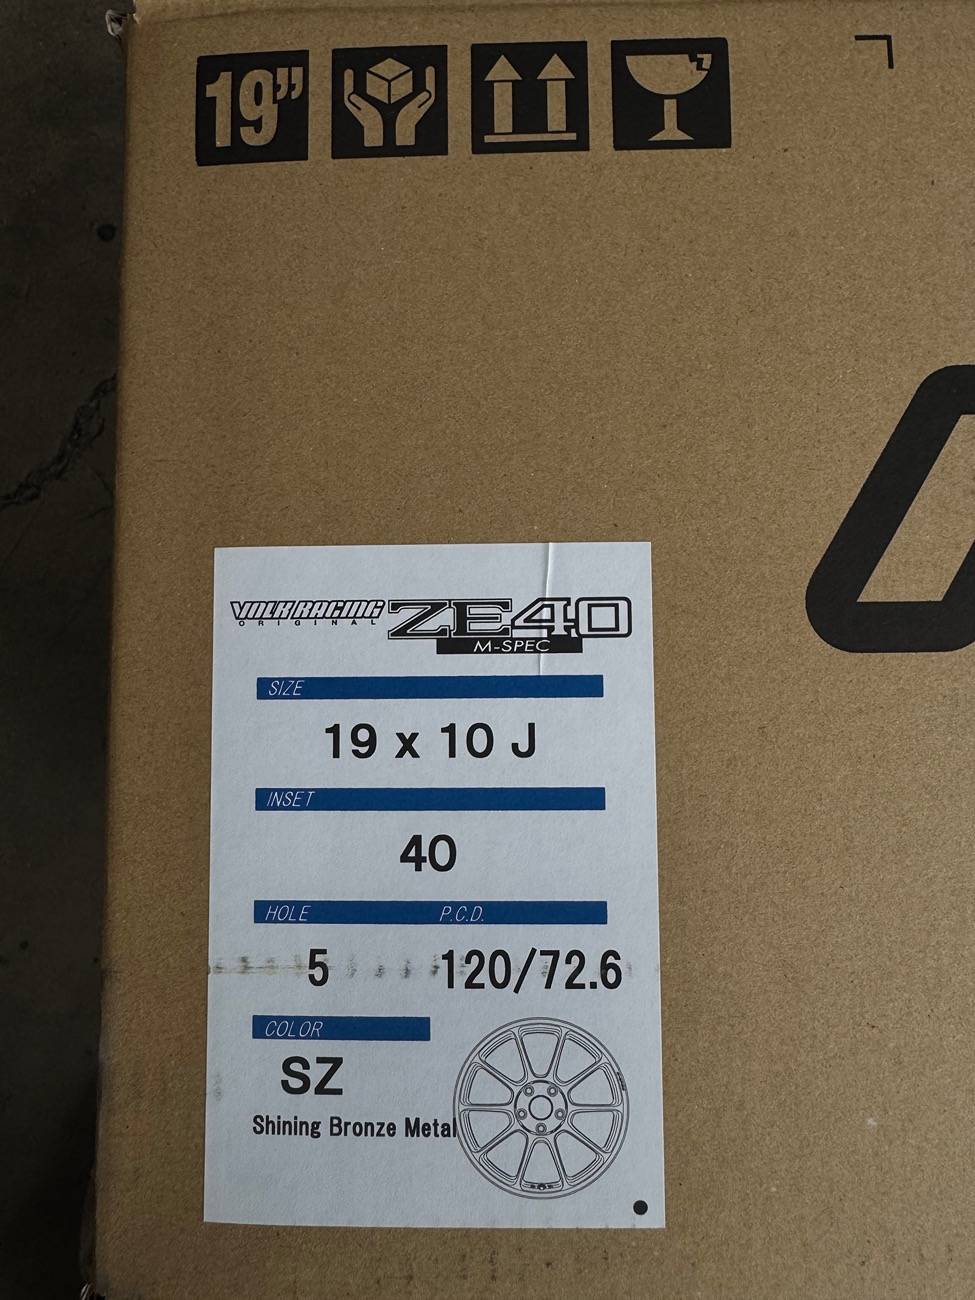 19”
VOLK RACING ZE40
ORIGINAL
M-SPEC
SIZE
19 x 10 J
INSET
40
HOLE P.C.D.
5 120/72.6
COLOR
SZ
Shining Bronze Metal